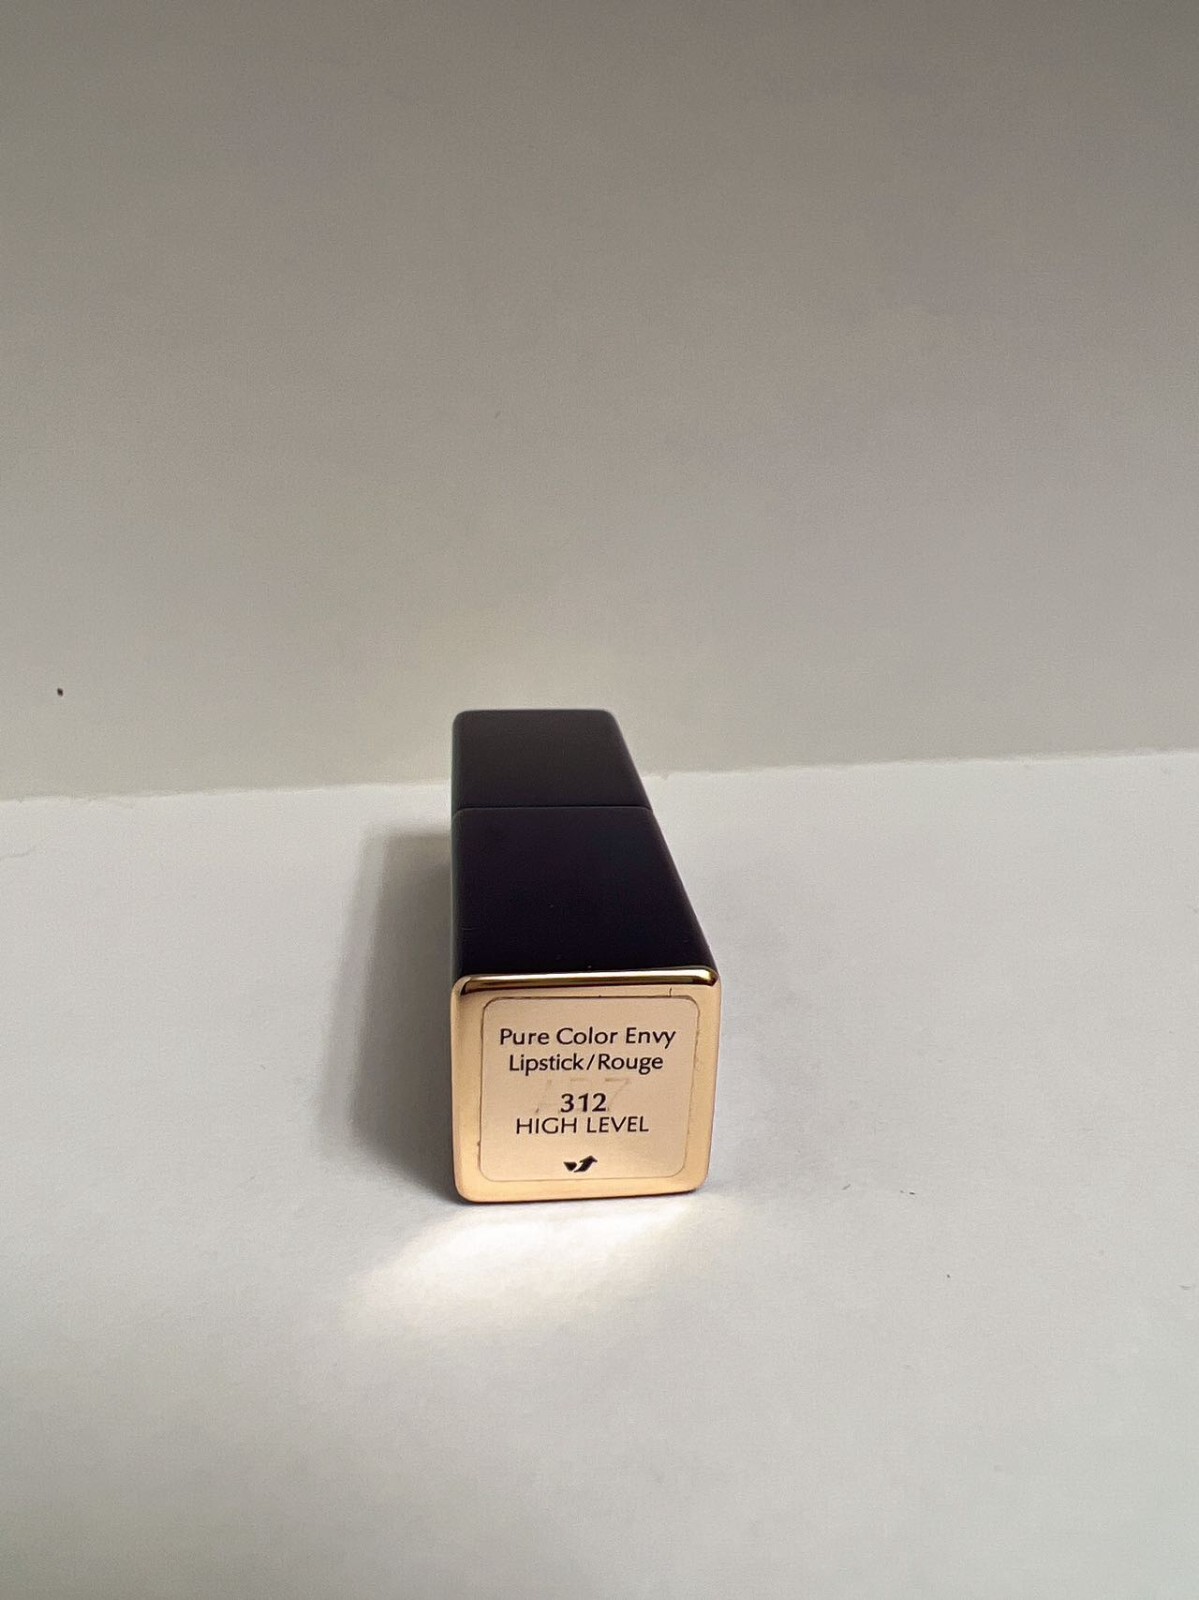 Pure Color Envy
Lipstick/Rouge
312
HIGH LEVEL